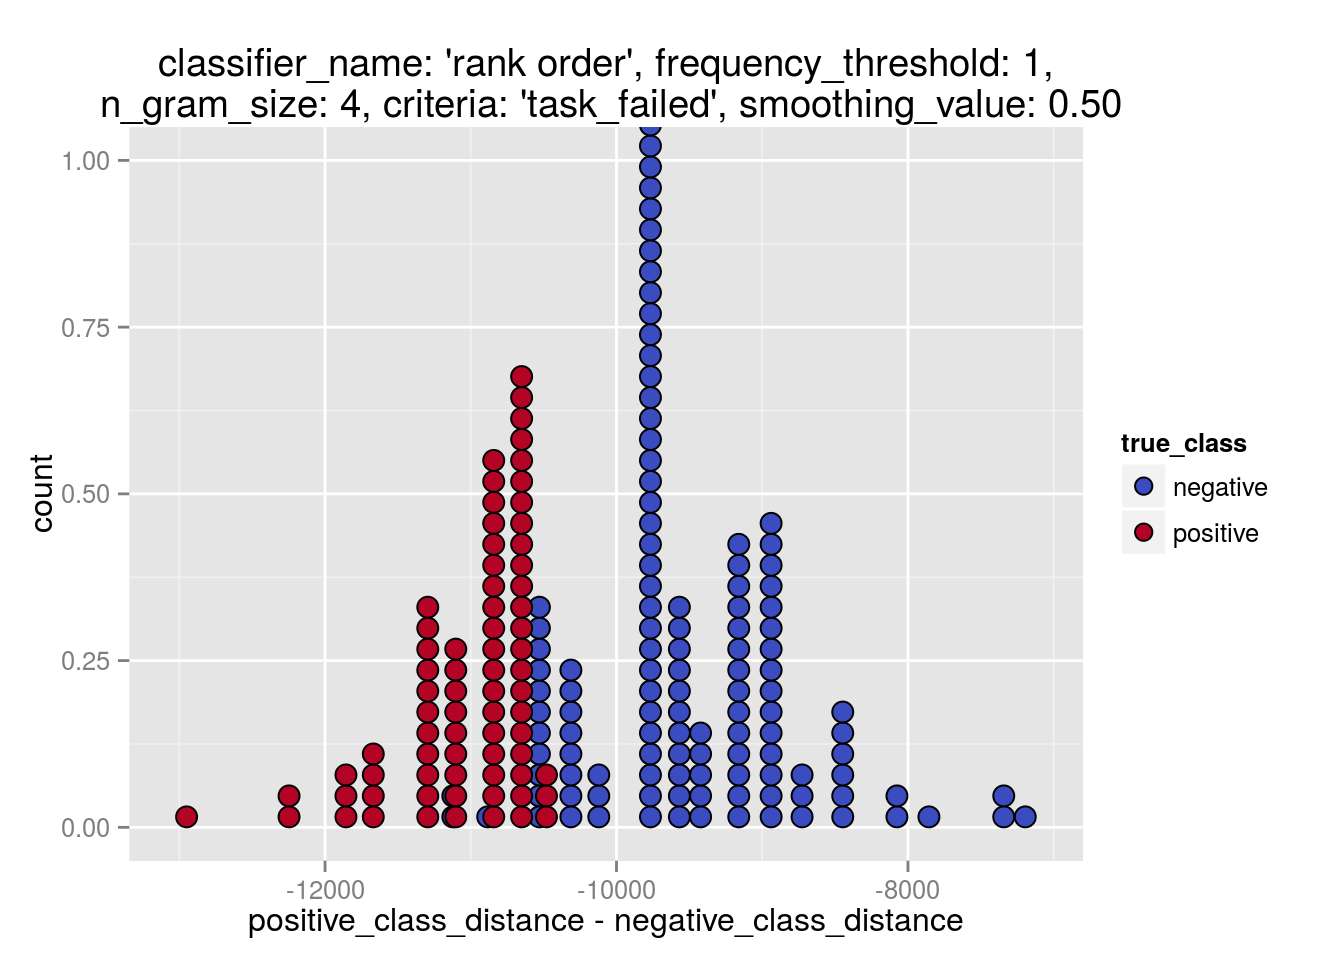 classifier_name: 'rank order', frequency_threshold: 1,
n_gram_size: 4, criteria: 'task_failed', smoothing_value: 0.50
1.00
0.75
0.50
0.25
0.00
count
-12000
-10000
-8000
positive_class_distance - negative_class_distance
true_class
negative
positive